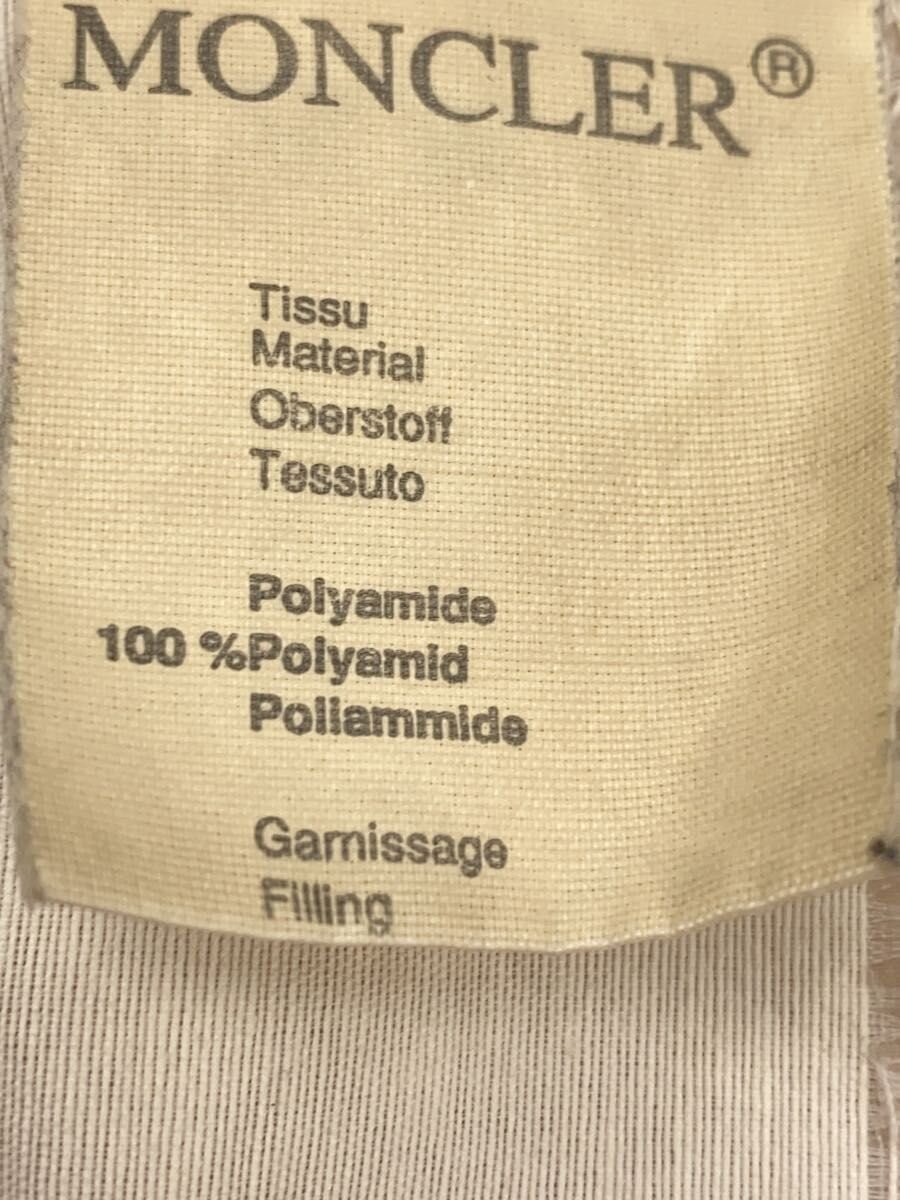 MONCLER®
Tissu
Material
Oberstoff
Tessuto
Polyamide
100 %Polyamid
Poliammide
Garnissage
Filling